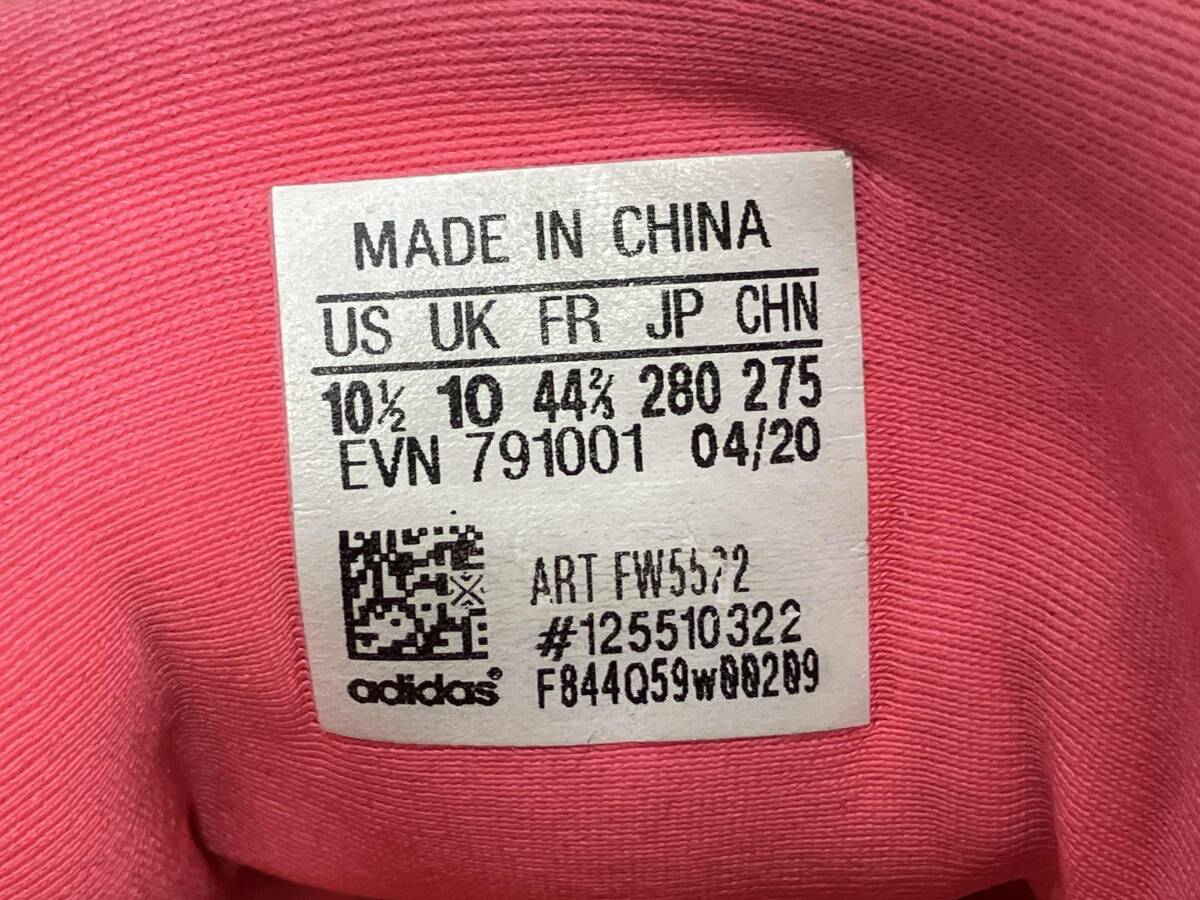 MADE IN CHINA
US UK FR JP CHN
10½ 10 44⅔ 280 275
EVN 791001 04/20
ART
#125510322
F844Q59w00209
adidas®